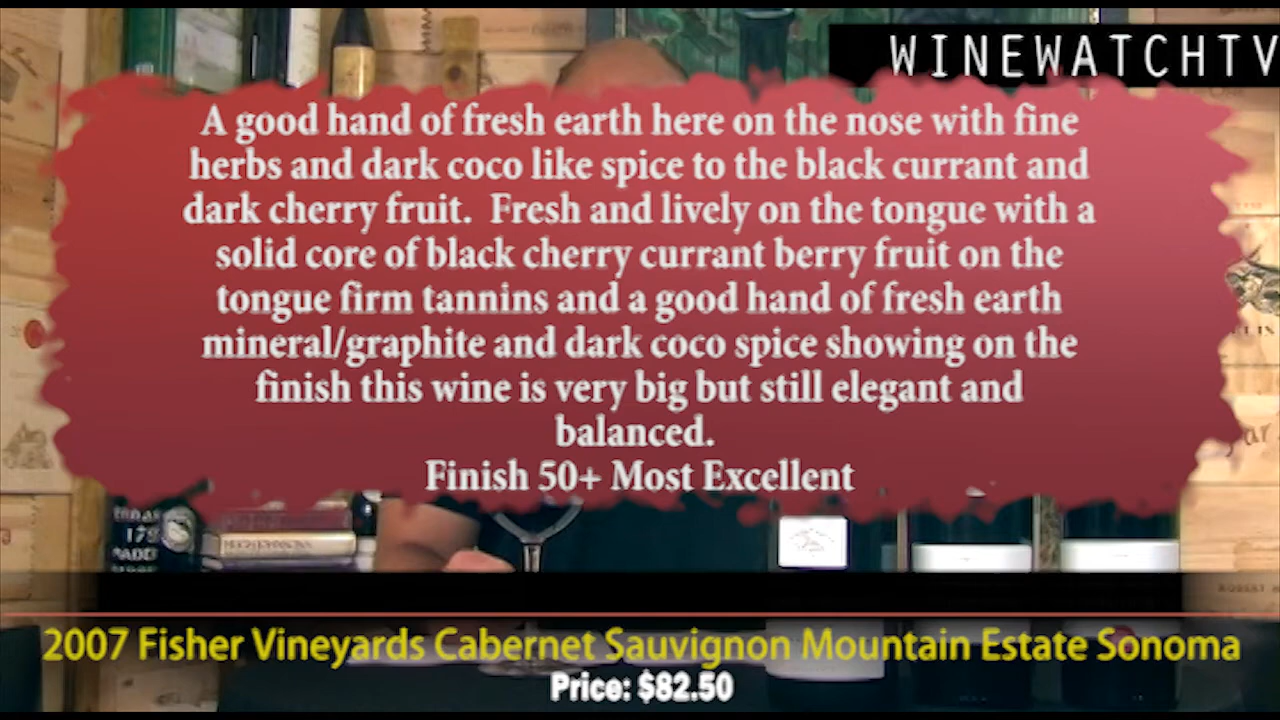 WINEWATCHTV
A good hand of fresh earth here on the nose with fine
herbs and dark coco like spice to the black currant and
dark cherry fruit.  Fresh and lively on the tongue with a
solid core of black cherry currant berry fruit on the
tongue firm tannins and a good hand of fresh earth
mineral/graphite and dark coco spice showing on the
finish this wine is very big but still elegant and
balanced.
Finish 50+ Most Excellent
2007 Fisher Vineyards Cabernet Sauvignon Mountain Estate Sonoma
Price: $82.50